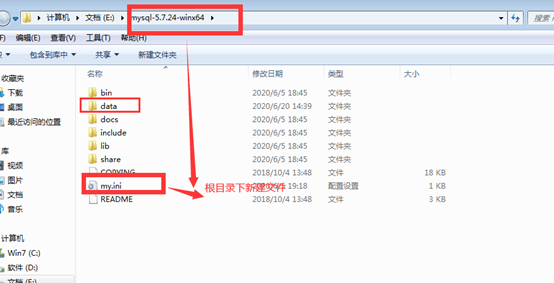 计算机 ▸ 文档 (E:) ▸ mysql-5.7.24-winx64 ▸
搜索
(F) 编辑(E) 查看(V) 工具(T) 帮助(H)
包含到库中 共享 新建文件夹
收藏夹
下载
桌面
最近访问的位置
库
视频
图片
文档
音乐
计算机
Win7 (C:)
软件 (D:)
文档 (E:)
名称 修改日期 类型 大小
bin 2020/6/5 18:45 文件夹
data 2020/6/20 14:39 文件夹
docs 2020/6/5 18:45 文件夹
include 2020/6/5 18:45 文件夹
lib 2020/6/5 18:45 文件夹
share 2020/6/5 18:45 文件夹
COPYING 2018/10/4 13:48 文件 18 KB
my.ini 19:18 配置设置 1 KB
根目录下新建文件
README 2018/10/4 13:48 文件 3 KB